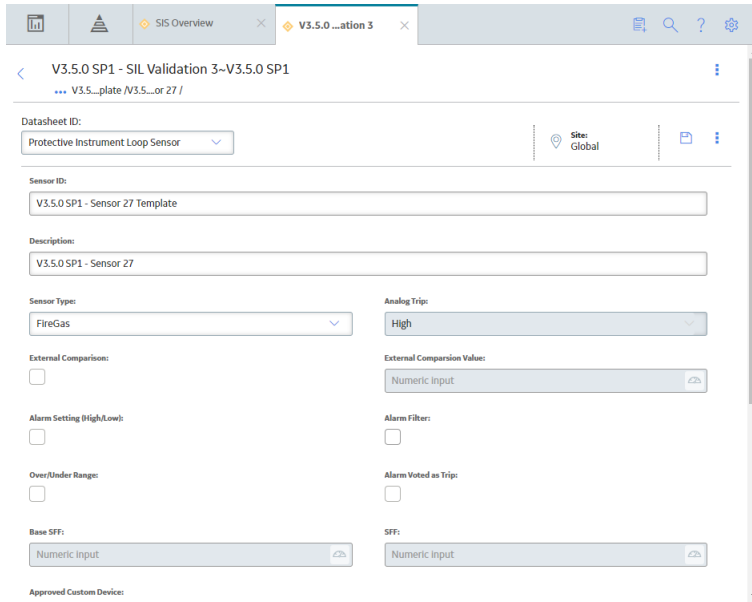 SIS Overview
V3.5.0 ...ation 3
V3.5.0 SP1 - SIL Validation 3~V3.5.0 SP1
••• V3.5....plate /V3.5....or 27 /
Datasheet ID:
Protective Instrument Loop Sensor
Site:
Global
Sensor ID:
V3.5.0 SP1 - Sensor 27 Template
Description:
V3.5.0 SP1 - Sensor 27
Sensor Type: Analog Trip:
FireGas High
External Comparison: External Comparsion Value:
Numeric input
Alarm Setting (High/Low): Alarm Filter:
Over/Under Range: Alarm Voted as Trip:
Base SFF: SFF:
Numeric input Numeric input
Approved Custom Device: